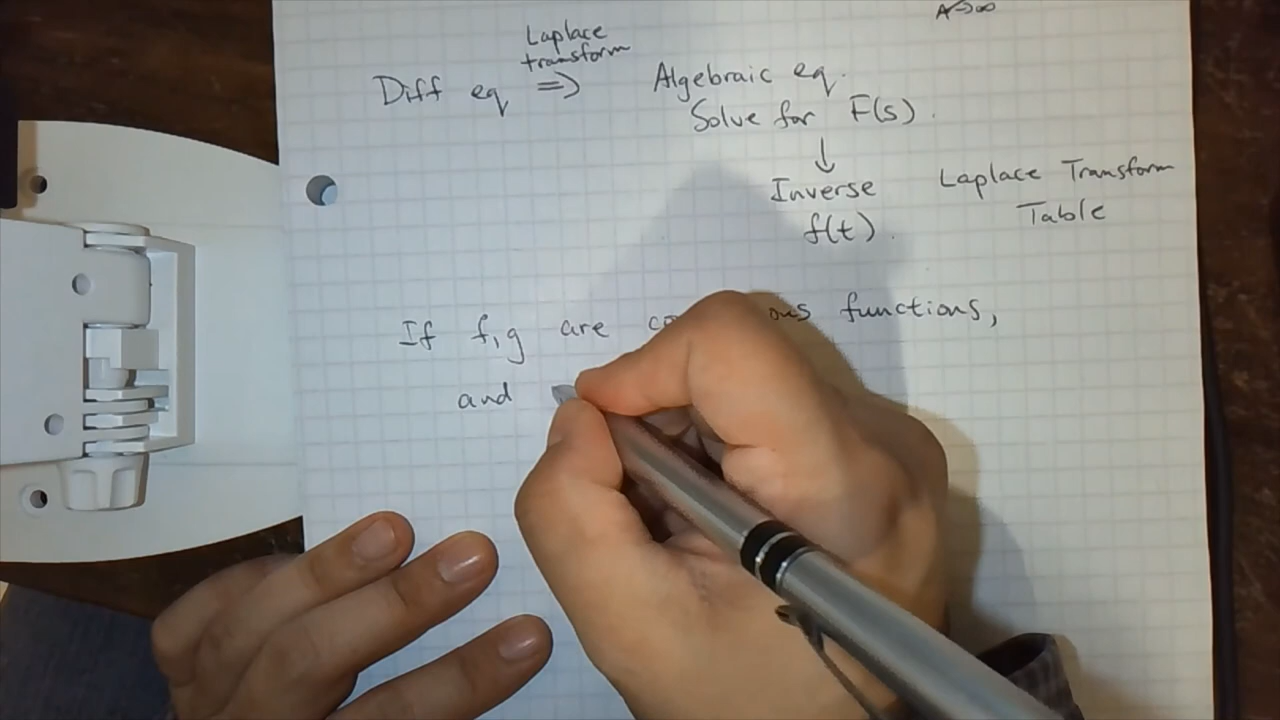 A→∞
Laplace
transform
Diff eq ⇒ Algebraic eq.
Solve for F(s).
↓
Inverse Laplace Transform
f(t). Table
If f,g are functions,
and